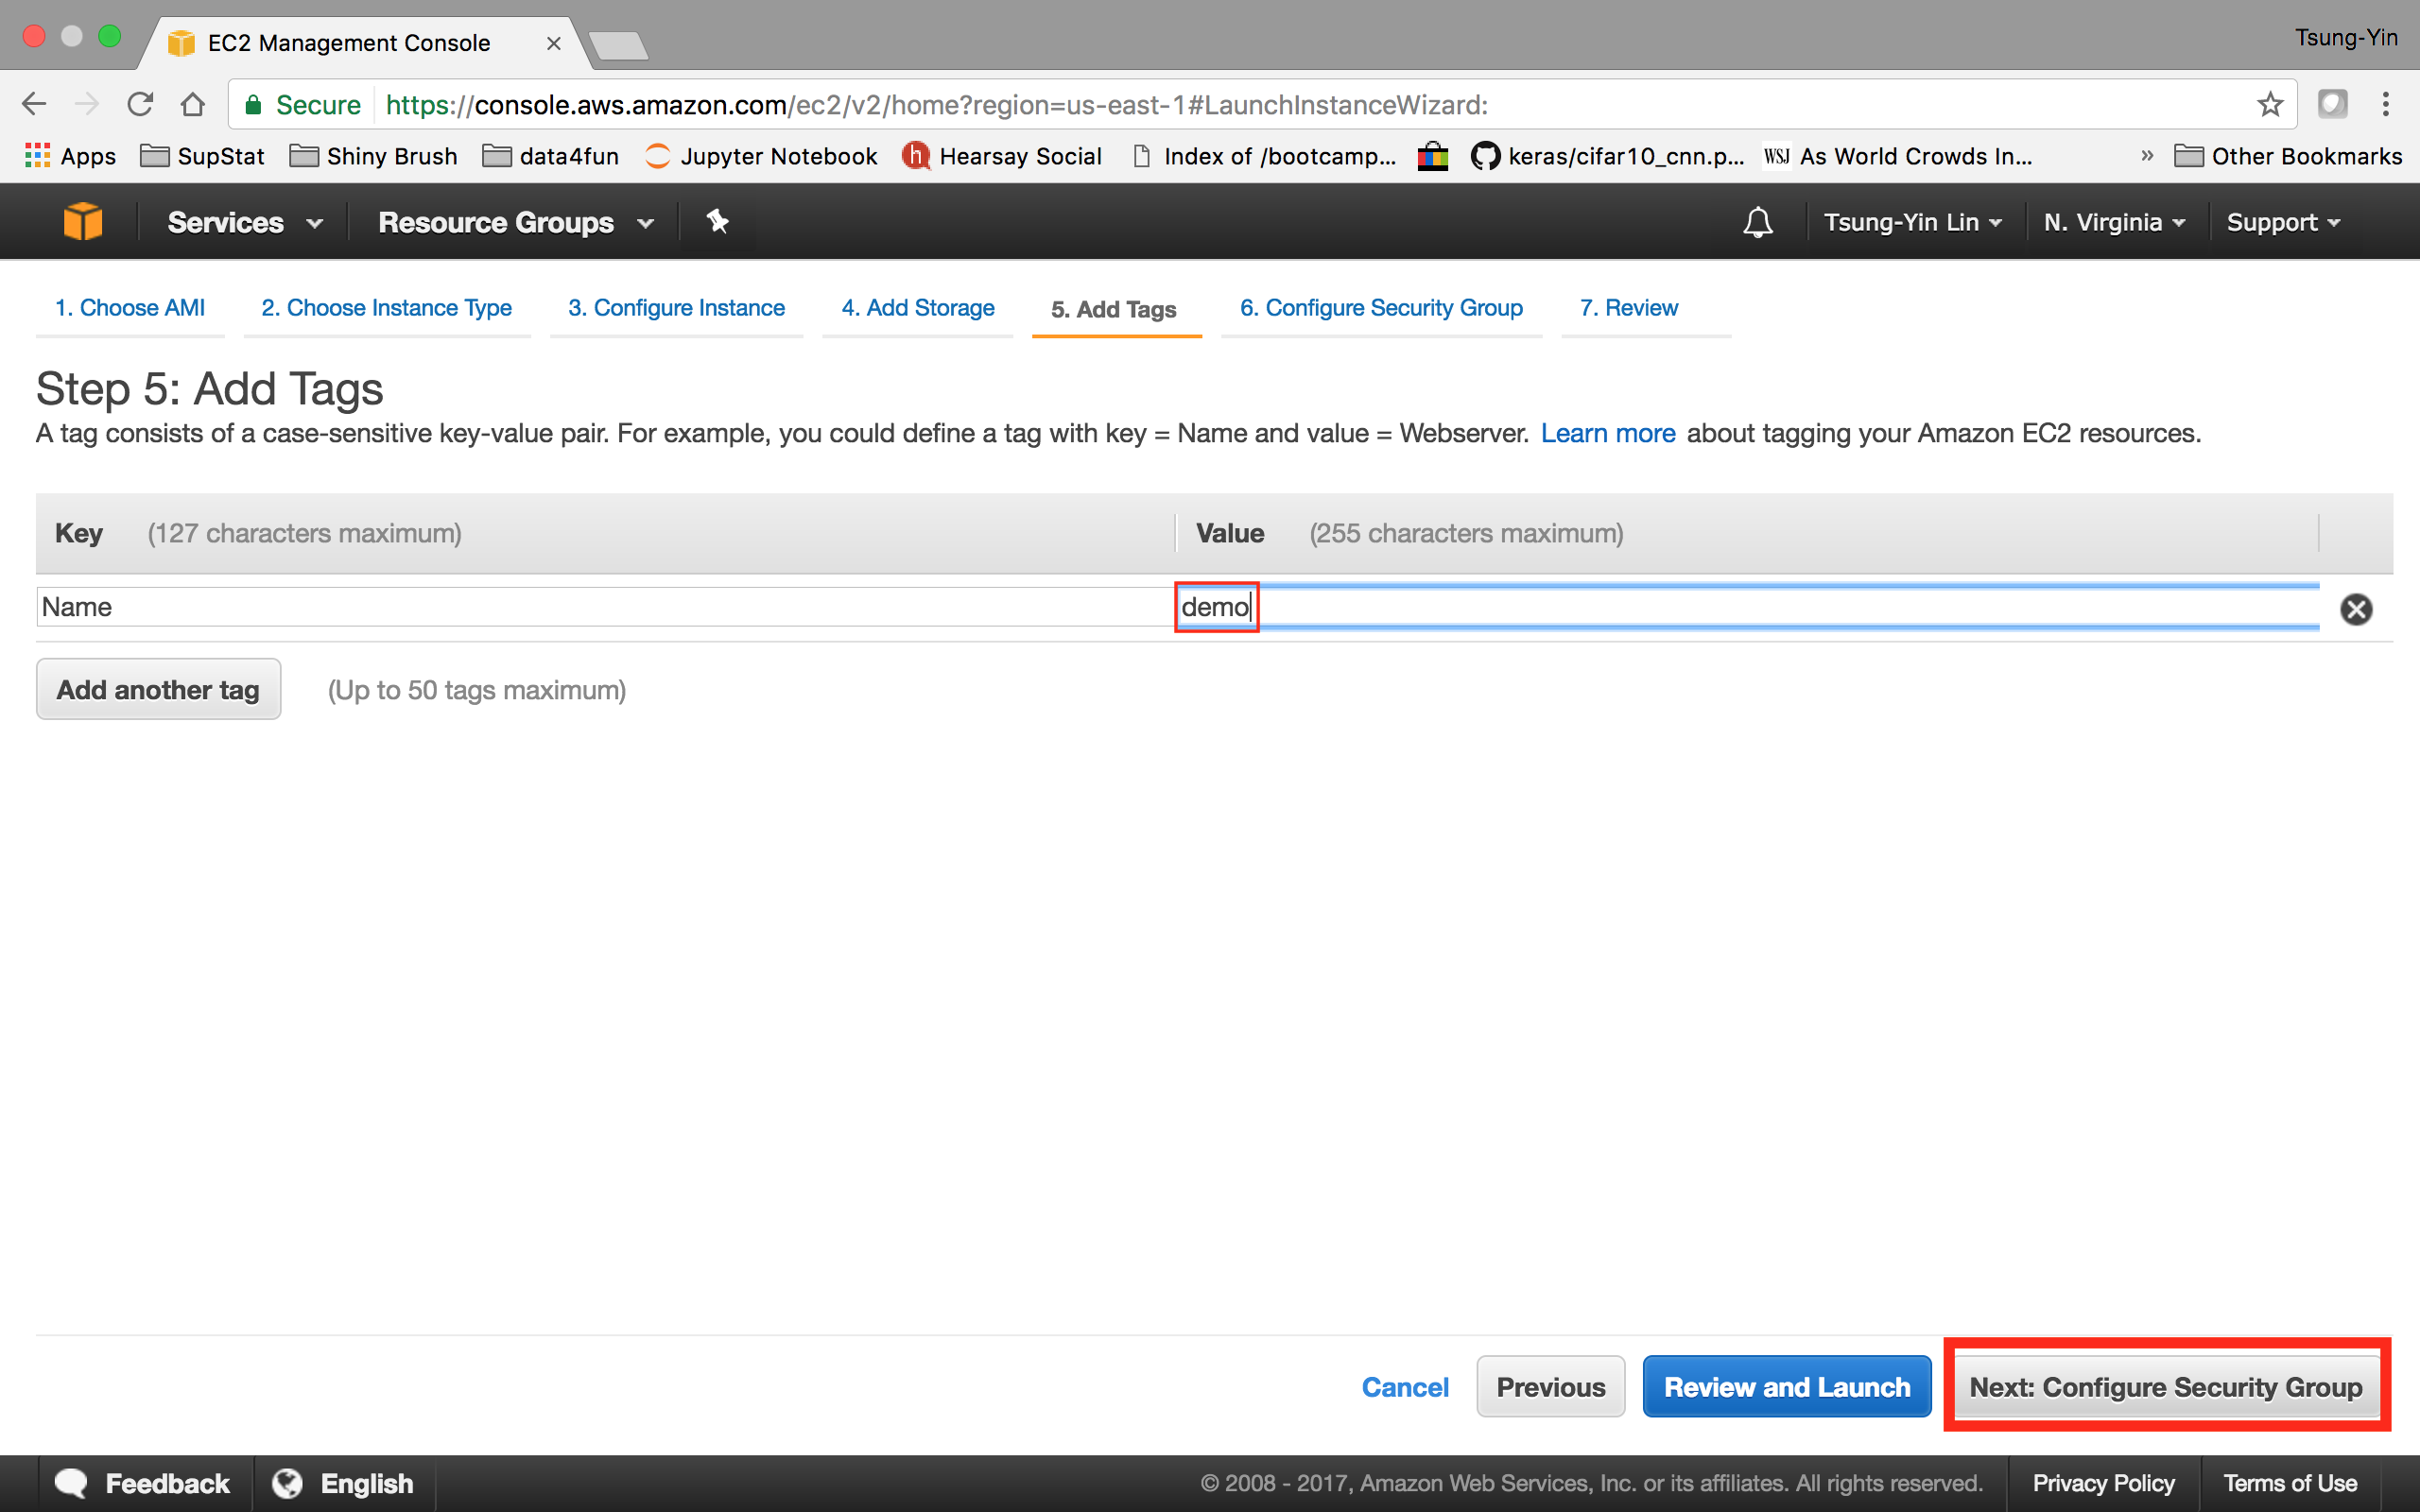 EC2 Management Console
Tsung-Yin
Secure https://console.aws.amazon.com/ec2/v2/home?region=us-east-1#LaunchInstanceWizard:
Apps SupStat Shiny Brush data4fun Jupyter Notebook h Hearsay Social Index of /bootcamp... keras/cifar10_cnn.p... WSJ As World Crowds In... » Other Bookmarks
Services Resource Groups Tsung-Yin Lin N. Virginia Support
1. Choose AMI 2. Choose Instance Type 3. Configure Instance 4. Add Storage 5. Add Tags 6. Configure Security Group 7. Review
Step 5: Add Tags
A tag consists of a case-sensitive key-value pair. For example, you could define a tag with key = Name and value = Webserver. Learn more about tagging your Amazon EC2 resources.
Key (127 characters maximum) Value (255 characters maximum)
Name demo
Add another tag (Up to 50 tags maximum)
Cancel Previous Review and Launch Next: Configure Security Group
Feedback English © 2008 - 2017, Amazon Web Services, Inc. or its affiliates. All rights reserved. Privacy Policy Terms of Use